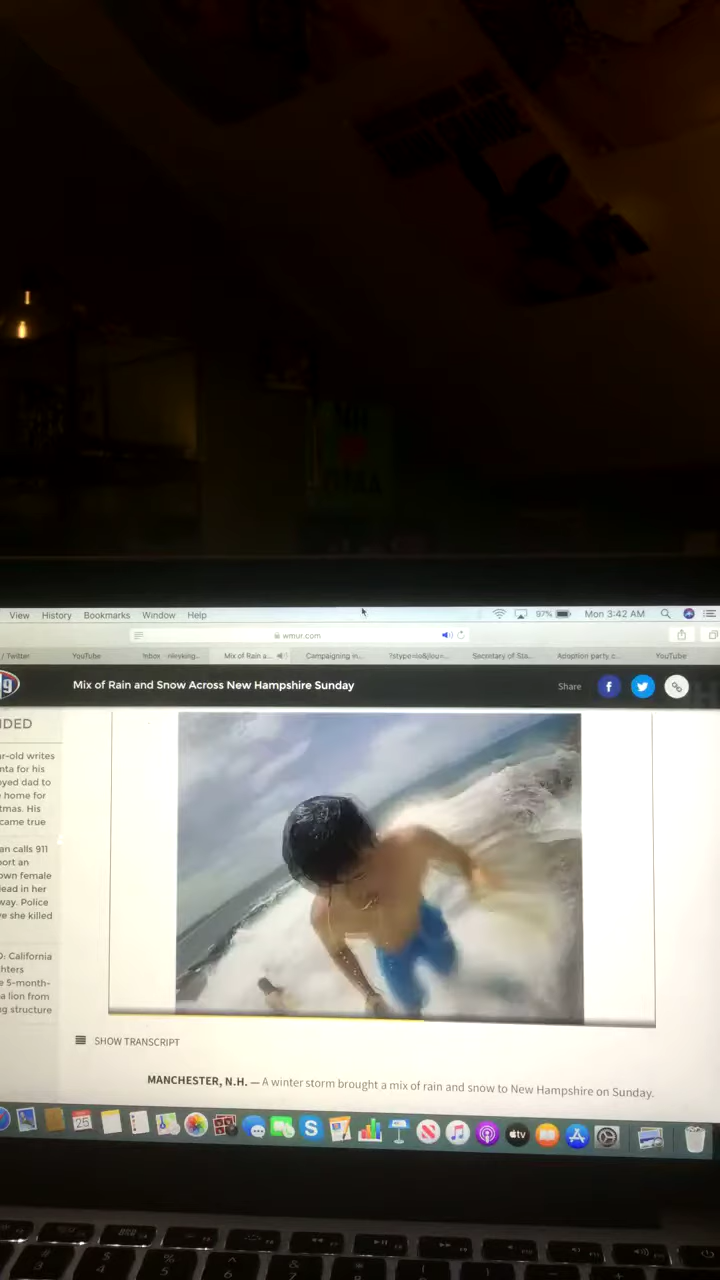 View History Bookmarks Window Help 97% Mon 3:42 AM
wmur.com
/ Twitter YouTube Mix of Rain a... Campaigning in... Secretary of Sta... Adoption party c... YouTube
9 Mix of Rain and Snow Across New Hampshire Sunday Share
DED
r-old writes
nta for his
yed dad to
home for
tmas. His
came true
an calls 911
ort an
own female
ead in her
way. Police
e she killed
D: California
hters
e 5-month-
a lion from
g structure
SHOW TRANSCRIPT
MANCHESTER, N.H. — A winter storm brought a mix of rain and snow to New Hampshire on Sunday.
25
S
tv